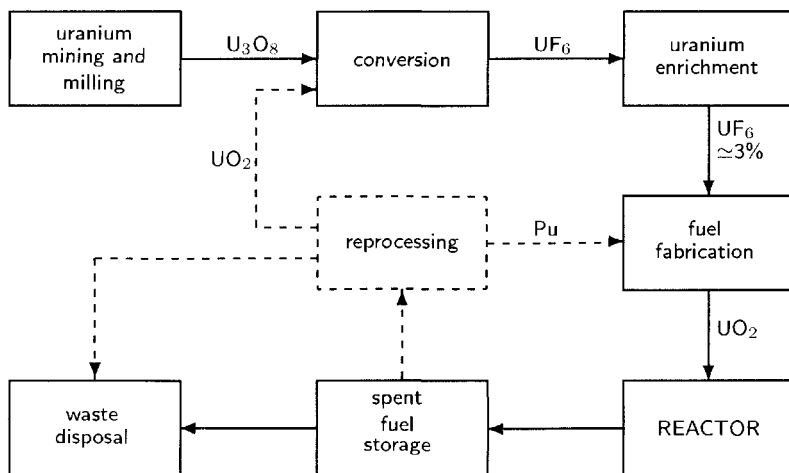 uranium
mining and
milling
U₃O₈
conversion
UF₆
uranium
enrichment
UF₆
≃3%
UO₂
reprocessing
Pu
fuel
fabrication
UO₂
waste
disposal
spent
fuel
storage
REACTOR